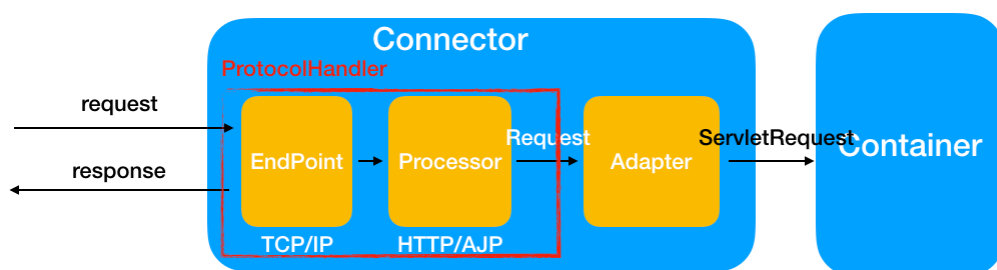 Connector
ProtocolHandler
request
response
EndPoint
Processor
Request
Adapter
ServletRequest
Container
TCP/IP
HTTP/AJP